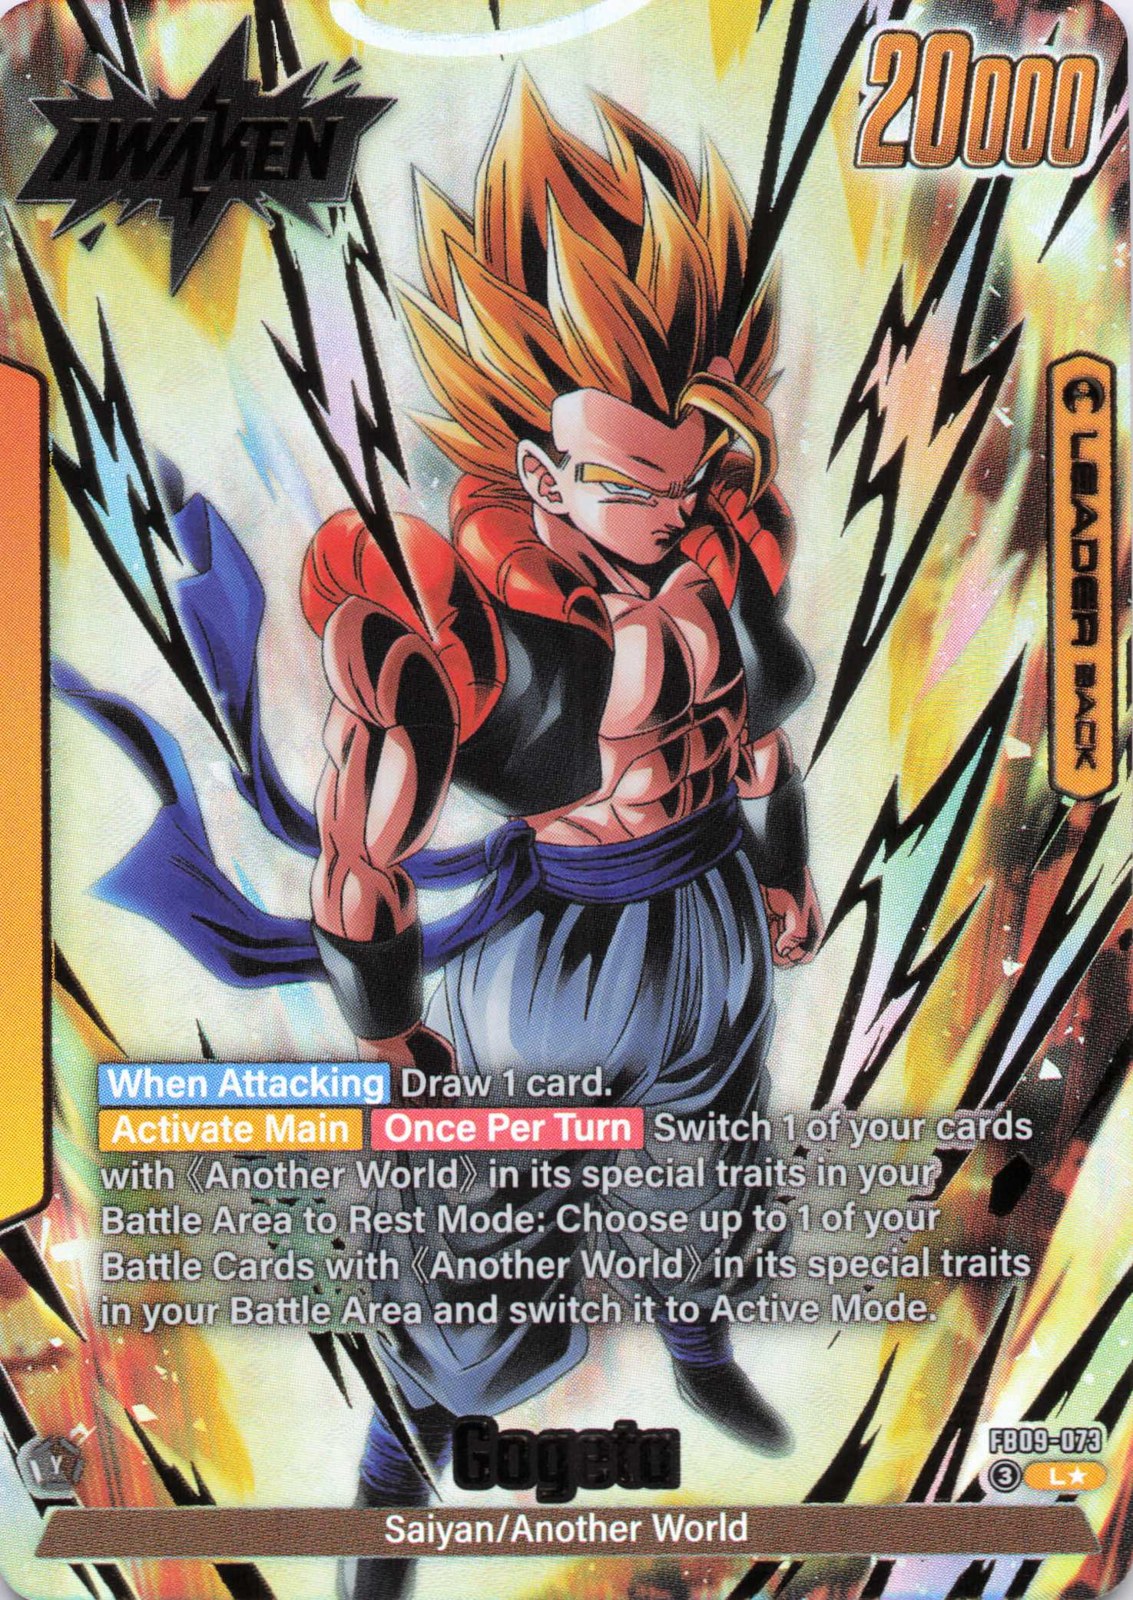 AWAKEN
20000
LEADER BACK
When Attacking Draw 1 card.
Activate Main Once Per Turn Switch 1 of your cards
with 《Another World》 in its special traits in your
Battle Area to Rest Mode: Choose up to 1 of your
Battle Cards with 《Another World》 in its special traits
in your Battle Area and switch it to Active Mode.
Gogeta
FB09-073
3 L★
Y
Saiyan/Another World